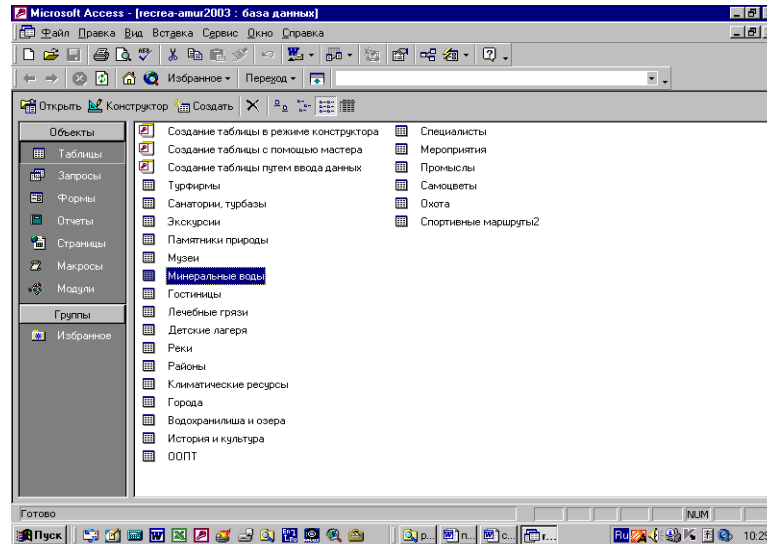 Microsoft Access - [recrea-amur2003 : база данных]
Файл Правка Вид Вставка Сервис Окно Справка
Избранное Переход
Открыть Конструктор Создать
Объекты
Таблицы
Запросы
Формы
Отчеты
Страницы
Макросы
Модули
Группы
Избранное
Создание таблицы в режиме конструктора
Создание таблицы с помощью мастера
Создание таблицы путем ввода данных
Турфирмы
Санатории, турбазы
Экскурсии
Памятники природы
Музеи
Минеральные воды
Гостиницы
Лечебные грязи
Детские лагеря
Реки
Районы
Климатические ресурсы
Города
Водохранилиша и озера
История и культура
ООПТ
Специалисты
Мероприятия
Промыслы
Самоцветы
Охота
Спортивные маршруты2
Готово
NUM
Пуск
р...
п...
с...
r...
Ru
10:29